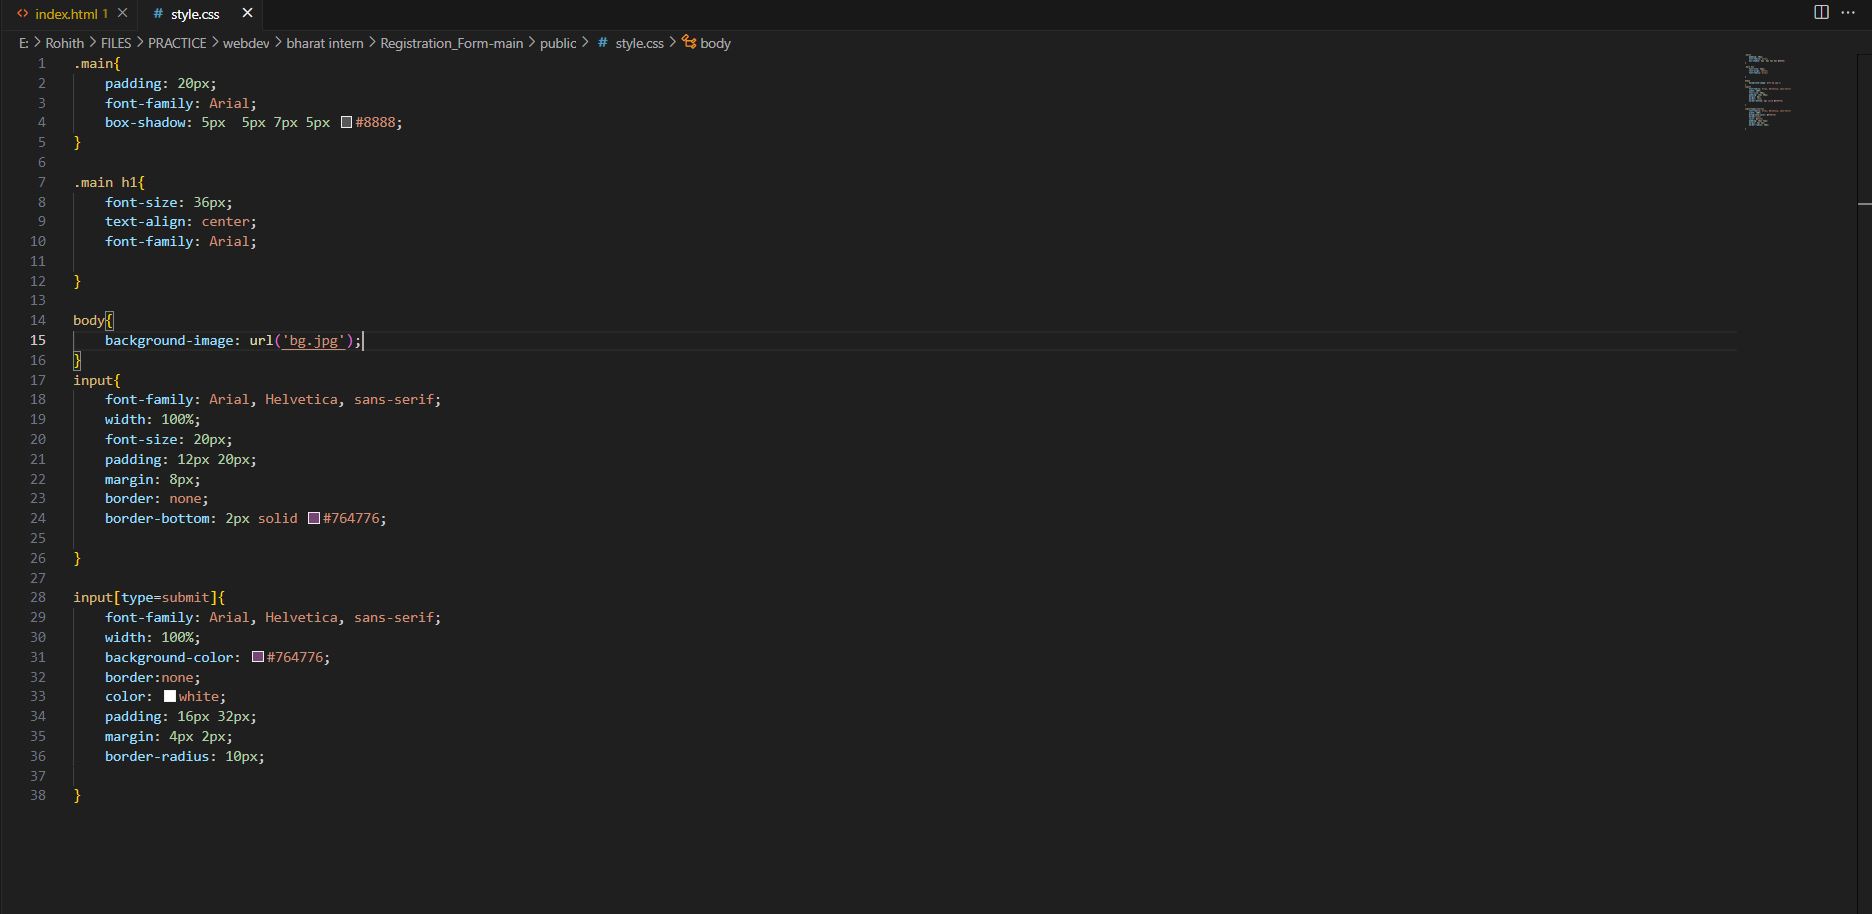 index.html 1 × # style.css × ···
E: > Rohith > FILES > PRACTICE > webdev > bharat intern > Registration_Form-main > public > # style.css > body
1 .main{
2     padding: 20px;
3     font-family: Arial;
4     box-shadow: 5px  5px 7px 5px #8888;
5 }
6
7 .main h1{
8     font-size: 36px;
9     text-align: center;
10     font-family: Arial;
11
12 }
13
14 body{
15     background-image: url('bg.jpg');
16 }
17 input{
18     font-family: Arial, Helvetica, sans-serif;
19     width: 100%;
20     font-size: 20px;
21     padding: 12px 20px;
22     margin: 8px;
23     border: none;
24     border-bottom: 2px solid #764776;
25
26 }
27
28 input[type=submit]{
29     font-family: Arial, Helvetica, sans-serif;
30     width: 100%;
31     background-color: #764776;
32     border:none;
33     color: white;
34     padding: 16px 32px;
35     margin: 4px 2px;
36     border-radius: 10px;
37
38 }